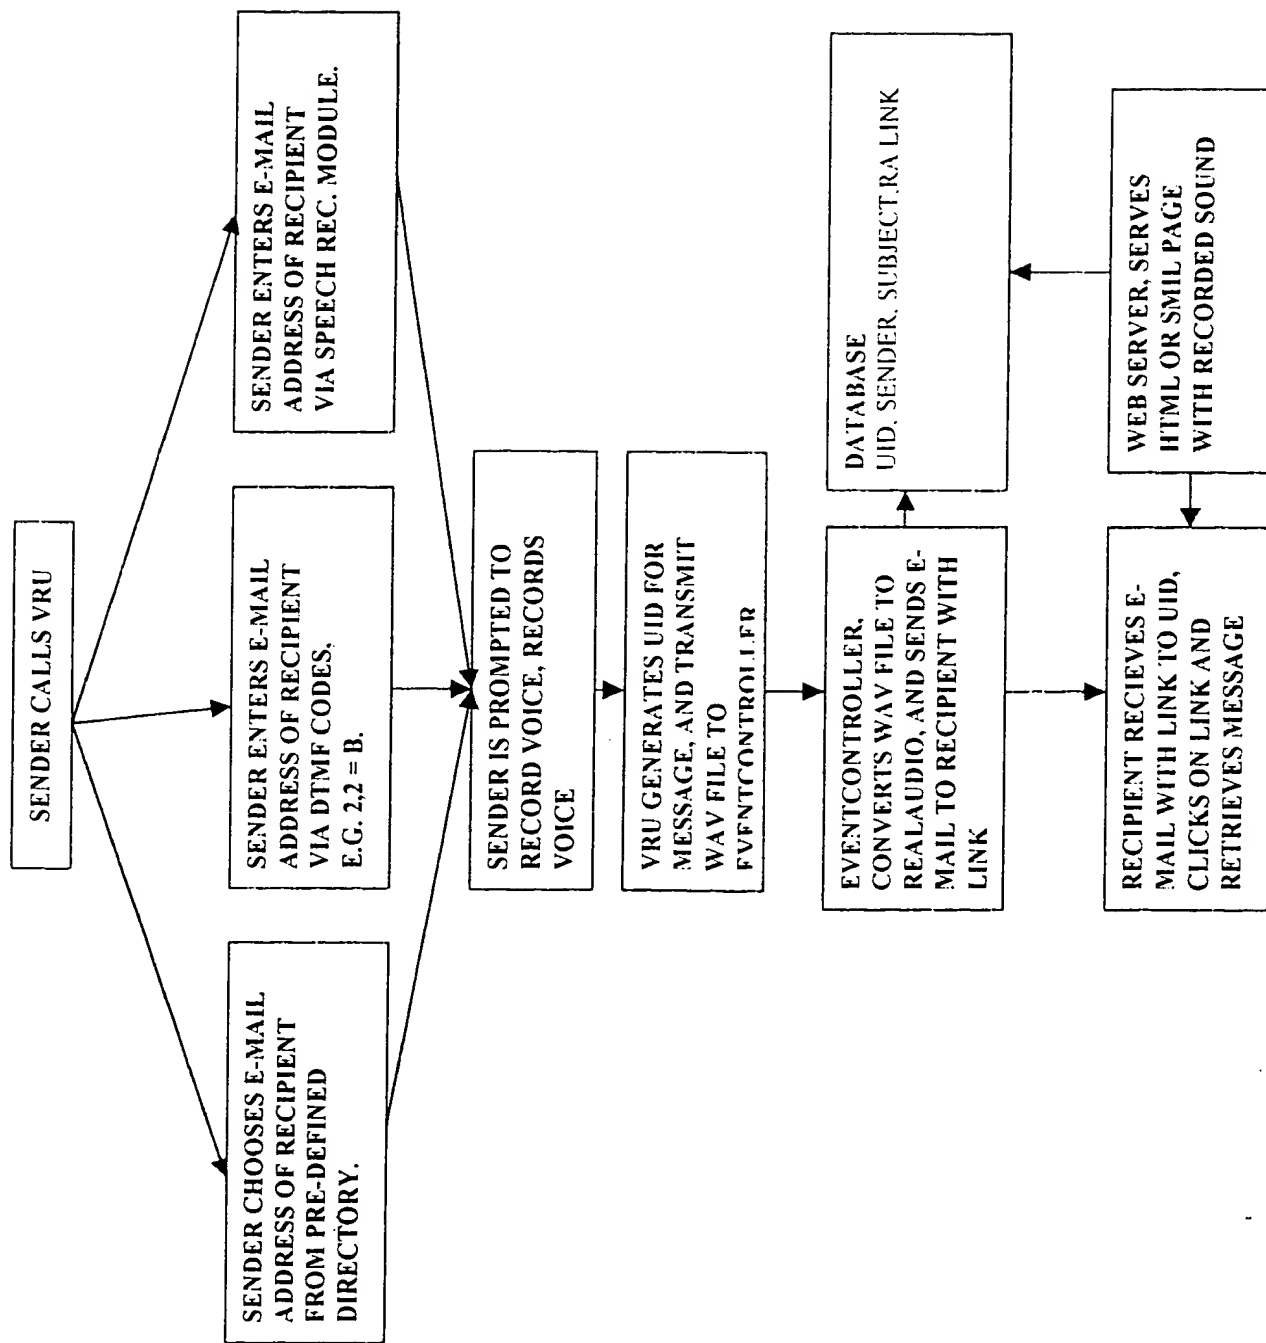 SENDER CALLS VRU
SENDER CHOOSES E-MAIL
ADDRESS OF RECIPIENT
FROM PRE-DEFINED
DIRECTORY.
SENDER ENTERS E-MAIL
ADDRESS OF RECIPIENT
VIA DTMF CODES,
E.G. 2,2 = B.
SENDER ENTERS E-MAIL
ADDRESS OF RECIPIENT
VIA SPEECH REC. MODULE.
SENDER IS PROMPTED TO
RECORD VOICE, RECORDS
VOICE
VRU GENERATES UID FOR
MESSAGE, AND TRANSMIT
WAV FILE TO
EVENTCONTROLLER
EVENTCONTROLLER,
CONVERTS WAV FILE TO
REALAUDIO, AND SENDS E-
MAIL TO RECIPIENT WITH
LINK
DATABASE
UID, SENDER, SUBJECT,RA LINK
RECIPIENT RECIEVES E-
MAIL WITH LINK TO UID,
CLICKS ON LINK AND
RETRIEVES MESSAGE
WEB SERVER, SERVES
HTML OR SMIL PAGE
WITH RECORDED SOUND